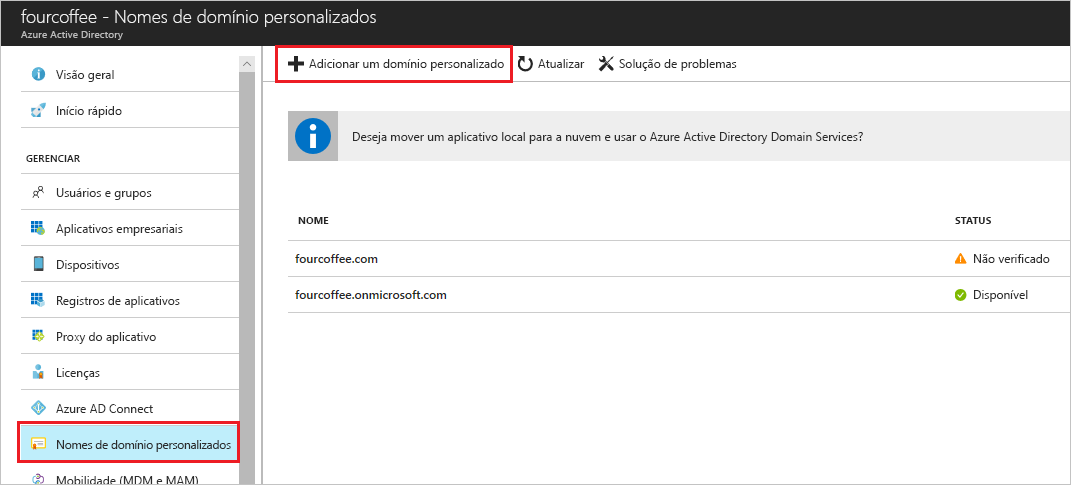 fourcoffee - Nomes de domínio personalizados
Azure Active Directory
Visão geral
Início rápido
GERENCIAR
Usuários e grupos
Aplicativos empresariais
Dispositivos
Registros de aplicativos
Proxy do aplicativo
Licenças
Azure AD Connect
Nomes de domínio personalizados
Mobilidade (MDM e MAM)
Adicionar um domínio personalizado Atualizar Solução de problemas
Deseja mover um aplicativo local para a nuvem e usar o Azure Active Directory Domain Services?
NOME STATUS
fourcoffee.com Não verificado
fourcoffee.onmicrosoft.com Disponível